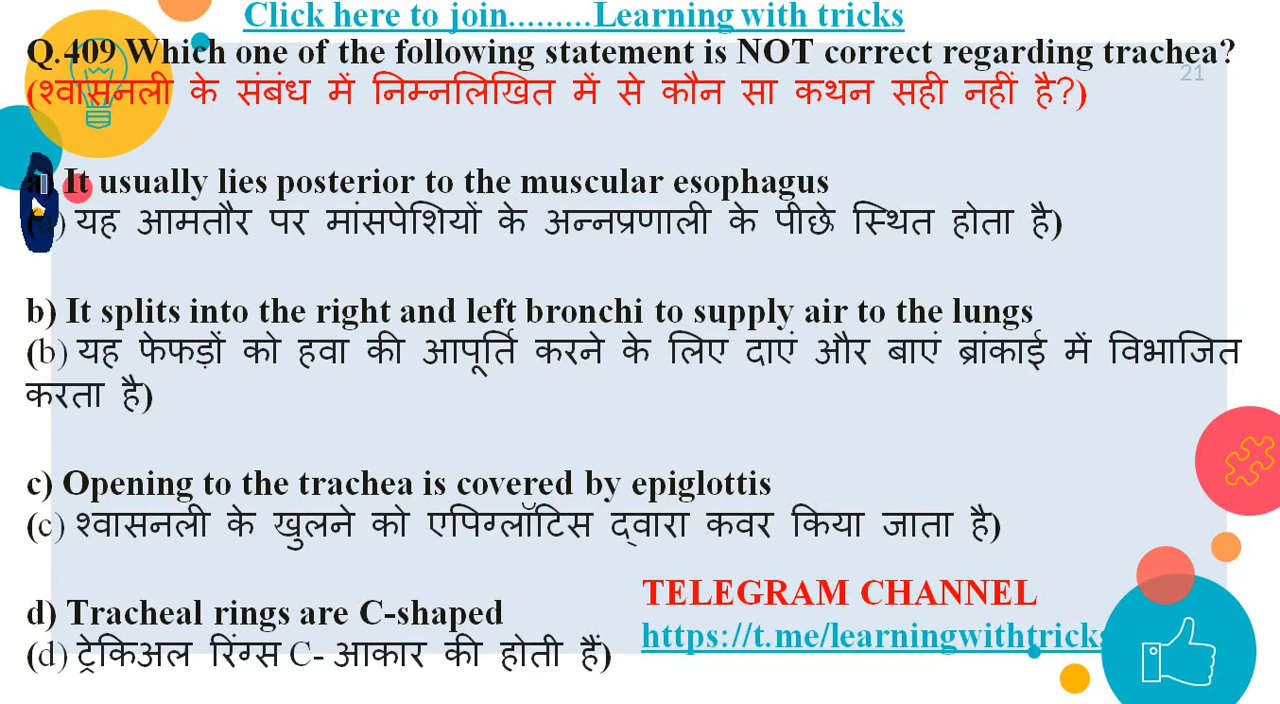 Click here to join.........Learning with tricks
Q.409 Which one of the following statement is NOT correct regarding trachea?
21
(श्वासनली के संबंध में निम्नलिखित में से कौन सा कथन सही नहीं है?)
a) It usually lies posterior to the muscular esophagus
(a) यह आमतौर पर मांसपेशियों के अन्नप्रणाली के पीछे स्थित होता है)
b) It splits into the right and left bronchi to supply air to the lungs
(b) यह फेफड़ों को हवा की आपूर्ति करने के लिए दाएं और बाएं ब्रांकाई में विभाजित
करता है)
c) Opening to the trachea is covered by epiglottis
(c) श्वासनली के खुलने को एपिग्लॉटिस द्वारा कवर किया जाता है)
d) Tracheal rings are C-shaped
(d) ट्रेकिअल रिंग्स C- आकार की होती हैं)
TELEGRAM CHANNEL
https://t.me/learningwithtricks